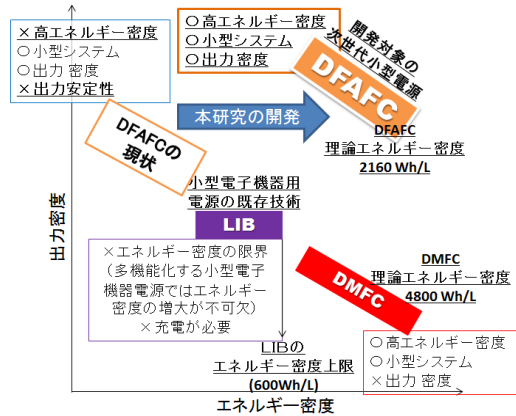 ×高エネルギー密度
〇小型システム
〇出力 密度
×出力安定性
〇高エネルギー密度
〇小型システム
〇出力 密度
開発対象の
次世代小型電源
DFAFC
DFAFCの
現状
本研究の開発
DFAFC
理論エネルギー密度
2160 Wh/L
小型電子機器用
電源の既存技術
LIB
×エネルギー密度の限界
（多機能化する小型電子
機器電源ではエネルギー
密度の増大が不可欠）
×充電が必要
DMFC
DMFC
理論エネルギー密度
4800 Wh/L
LIBの
エネルギー密度上限
(600Wh/L)
〇高エネルギー密度
〇小型システム
×出力 密度
出力密度
エネルギー密度